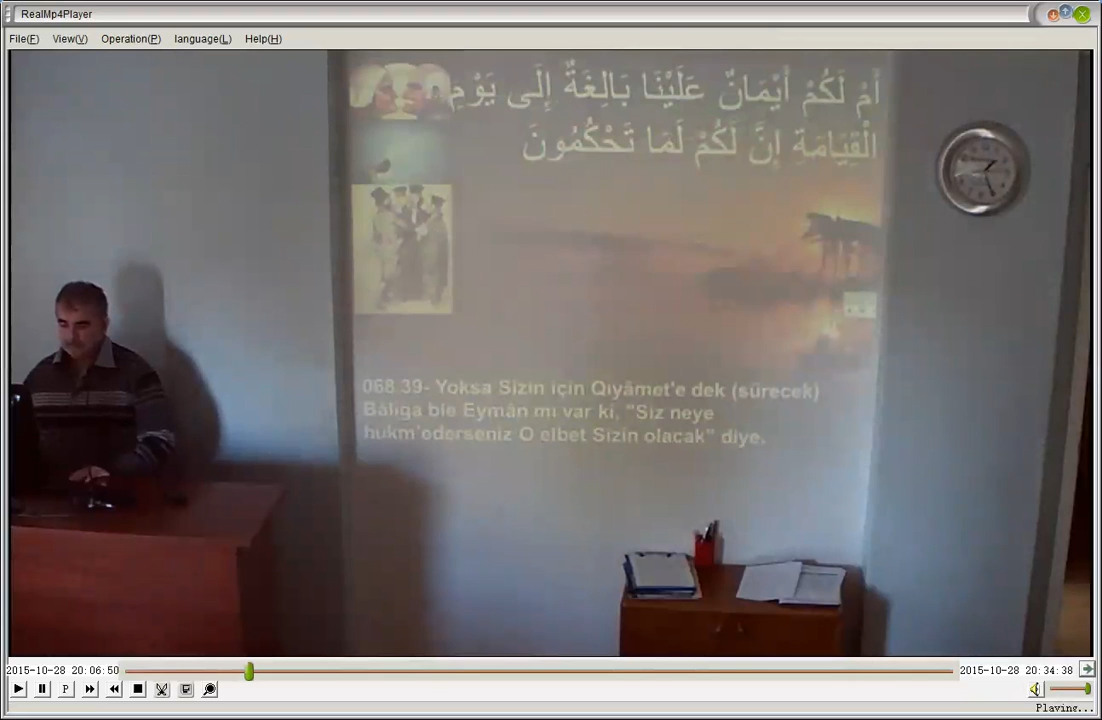 RealMp4Player
File(F) View(V) Operation(P) language(L) Help(H)
أَمْ لَكُمْ أَيْمَانٌ عَلَيْنَا بَالِغَةٌ إِلَى يَوْمِ
الْقِيَامَةِ إِنَّ لَكُمْ لَمَا تَحْكُمُونَ
068.39- Yoksa Sizin için Qıyâmet'e dek (sürecek)
Bâliğa bie Eymân mı var ki, "Siz neye
hukm'ederseniz O elbet Sizin olacak" diye.
2015-10-28 20:06:50 2015-10-28 20:34:38
P
Playing...